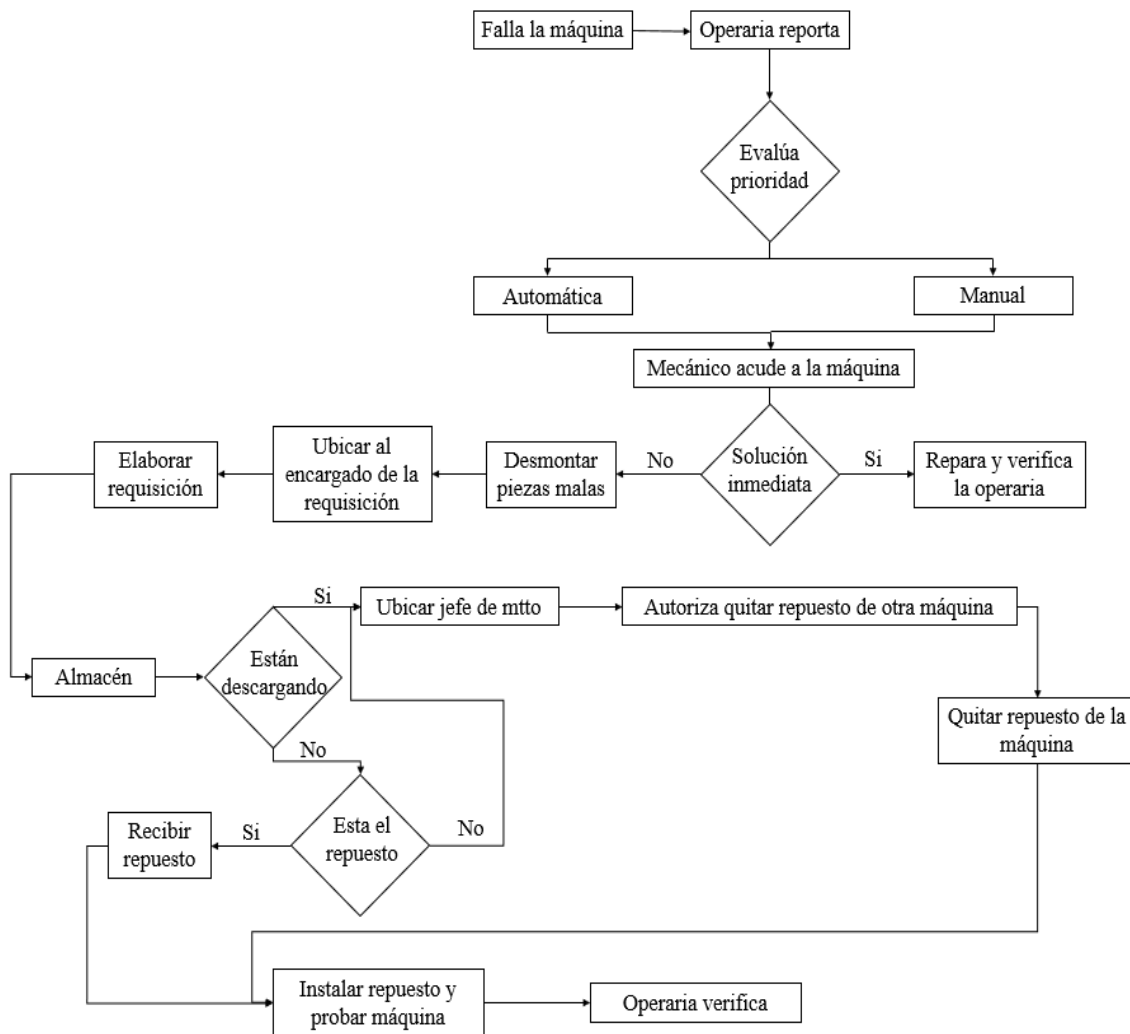 Falla la máquina
Operaria reporta
Evalúa
prioridad
Automática
Manual
Mecánico acude a la máquina
Solución
inmediata
Si
Repara y verifica
la operaria
No
Desmontar
piezas malas
Ubicar al
encargado de la
requisición
Elaborar
requisición
Almacén
Están
descargando
Si
Ubicar jefe de mtto
Autoriza quitar repuesto de otra máquina
Quitar repuesto de la
máquina
No
Esta el
repuesto
No
Si
Recibir
repuesto
Instalar repuesto y
probar máquina
Operaria verifica